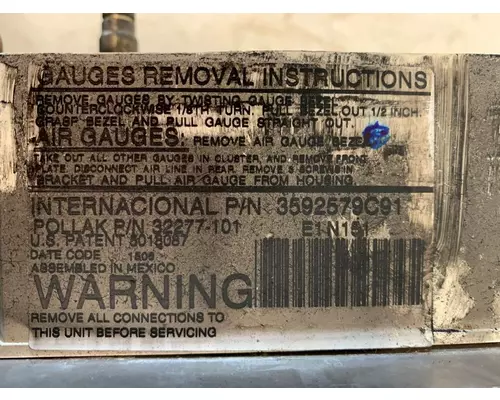 GAUGES REMOVAL INSTRUCTIONS
REMOVE GAUGES BY TWISTING GAUGE BEZEL
COUNTERCLOCKWISE 1/8TH TURN. PULL BEZEL OUT 1/2 INCH.
GRASP BEZEL AND PULL GAUGE STRAIGHT OUT.
AIR GAUGES: REMOVE AIR GAUGE BEZEL
TAKE OUT ALL OTHER GAUGES IN CLUSTER, AND REMOVE FRONT
PLATE. DISCONNECT AIR LINE IN REAR. REMOVE 2 SCREWS IN
BRACKET AND PULL AIR GAUGE FROM HOUSING.
INTERNACIONAL P/N 3592579C91
POLLAK P/N 32277-101 E1N151
U.S. PATENT 5018057
DATE CODE 1506
ASSEMBLED IN MEXICO
WARNING
REMOVE ALL CONNECTIONS TO
THIS UNIT BEFORE SERVICING